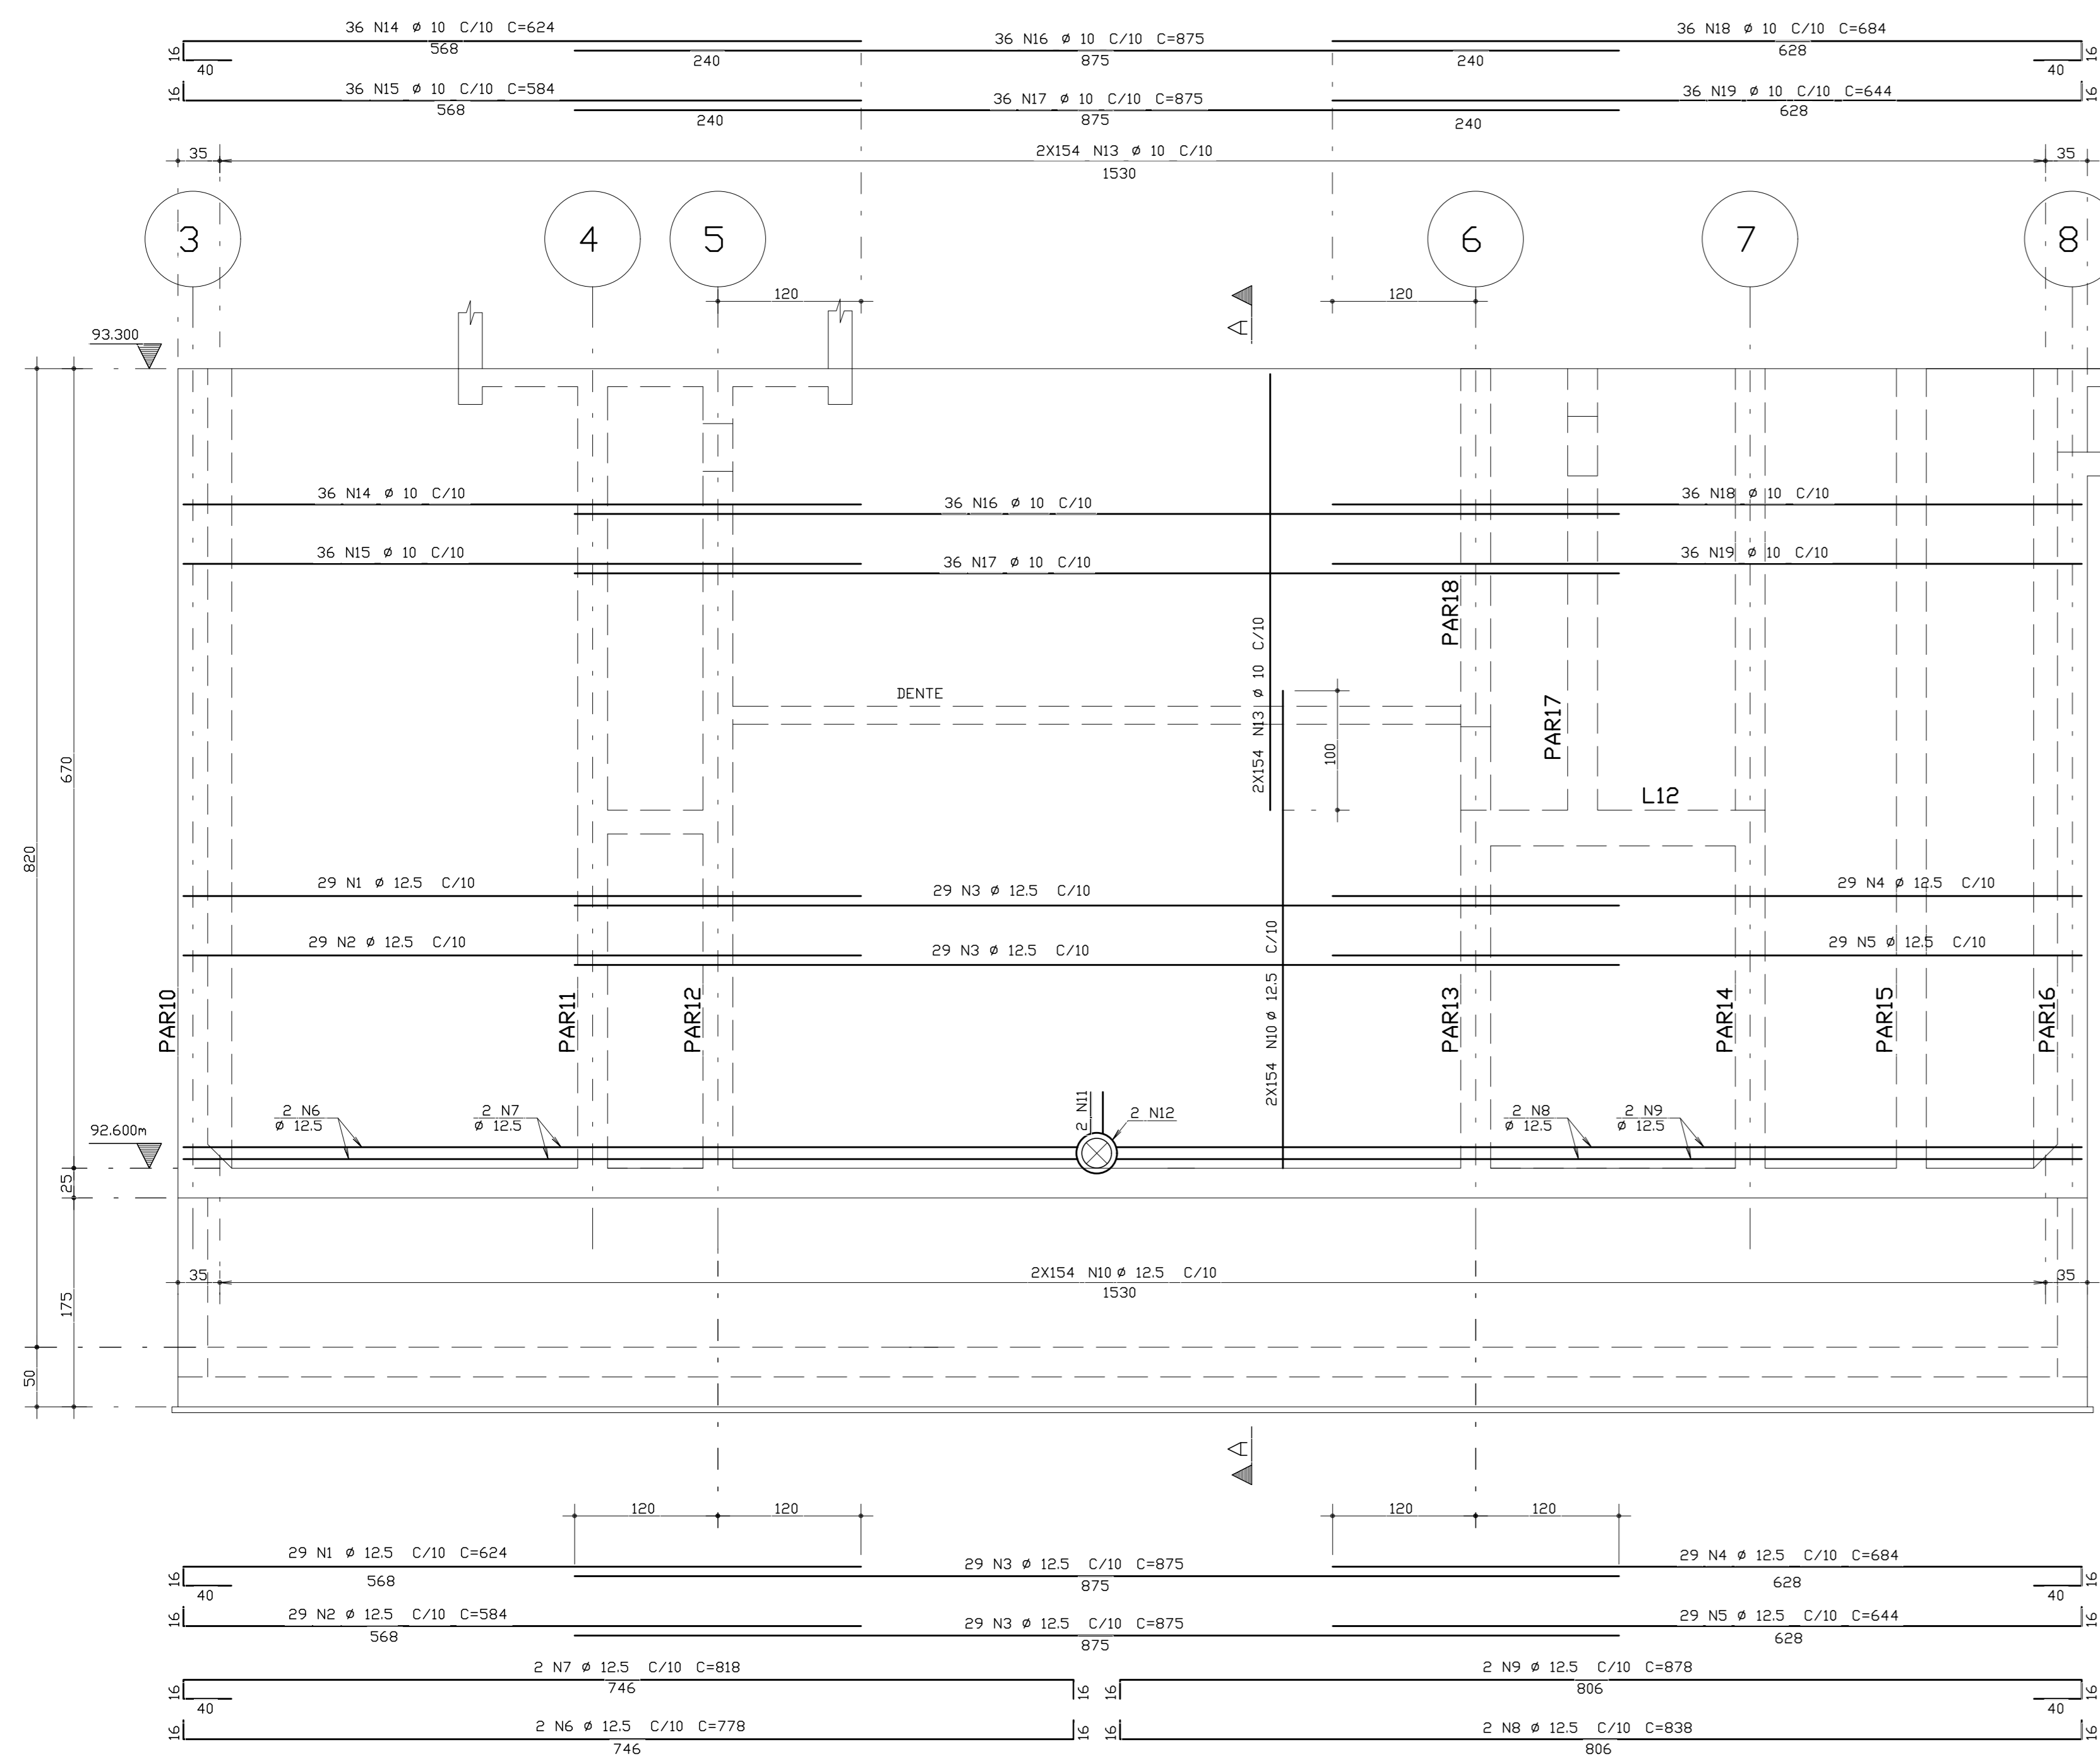 36 N14 ø 10 C/10 C=624
568
16
40
240
36 N16 ø 10 C/10 C=875
875
240
36 N18 ø 10 C/10 C=684
628
40
16
16
36 N15 ø 10 C/10 C=584
568
240
36 N17 ø 10 C/10 C=875
875
240
36 N19 ø 10 C/10 C=644
628
16
35
2X154 N13 ø 10 C/10
1530
35
3
4
5
6
7
8
120
A
120
93.300
36 N14 ø 10 C/10
36 N16 ø 10 C/10
36 N18 ø 10 C/10
36 N15 ø 10 C/10
36 N17 ø 10 C/10
36 N19 ø 10 C/10
PAR18
2X154 N13 ø 10 C/10
DENTE
PAR17
100
L12
670
820
29 N1 ø 12.5 C/10
29 N3 ø 12.5 C/10
29 N4 ø 12.5 C/10
29 N2 ø 12.5 C/10
29 N3 ø 12.5 C/10
29 N5 ø 12.5 C/10
2X154 N10 ø 12.5 C/10
PAR10
PAR11
PAR12
PAR13
PAR14
PAR15
PAR16
2 N6
ø 12.5
2 N7
ø 12.5
2 N11
2 N12
2 N8
ø 12.5
2 N9
ø 12.5
92.600m
25
35
2X154 N10 ø 12.5 C/10
1530
35
175
50
A
120
120
120
120
29 N1 ø 12.5 C/10 C=624
568
16
40
29 N3 ø 12.5 C/10 C=875
875
29 N4 ø 12.5 C/10 C=684
628
40
16
16
29 N2 ø 12.5 C/10 C=584
568
29 N3 ø 12.5 C/10 C=875
875
29 N5 ø 12.5 C/10 C=644
628
16
2 N7 ø 12.5 C/10 C=818
746
16
40
16
16
2 N9 ø 12.5 C/10 C=878
806
40
16
16
2 N6 ø 12.5 C/10 C=778
746
16
16
2 N8 ø 12.5 C/10 C=838
806
16